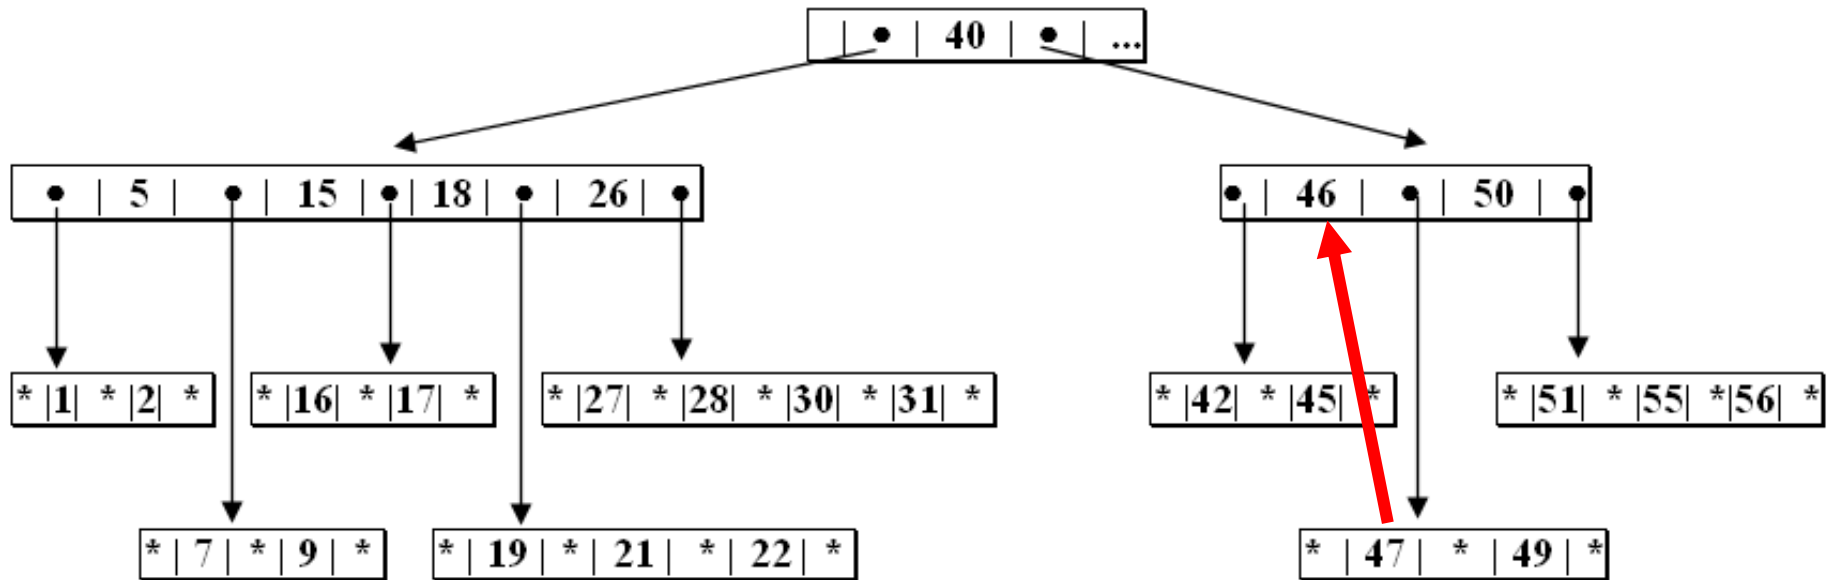 | • | 40 | • | ...
• | 5 | • | 15 | • | 18 | • | 26 | •
• | 46 | • | 50 | •
* |1| * |2| *
* |16| * |17| *
* |27| * |28| * |30| * |31| *
* |42| * |45| *
* |51| * |55| *|56| *
* | 7 | * | 9 | *
* | 19 | * | 21 | * | 22 | *
* | 47 | * | 49 | *